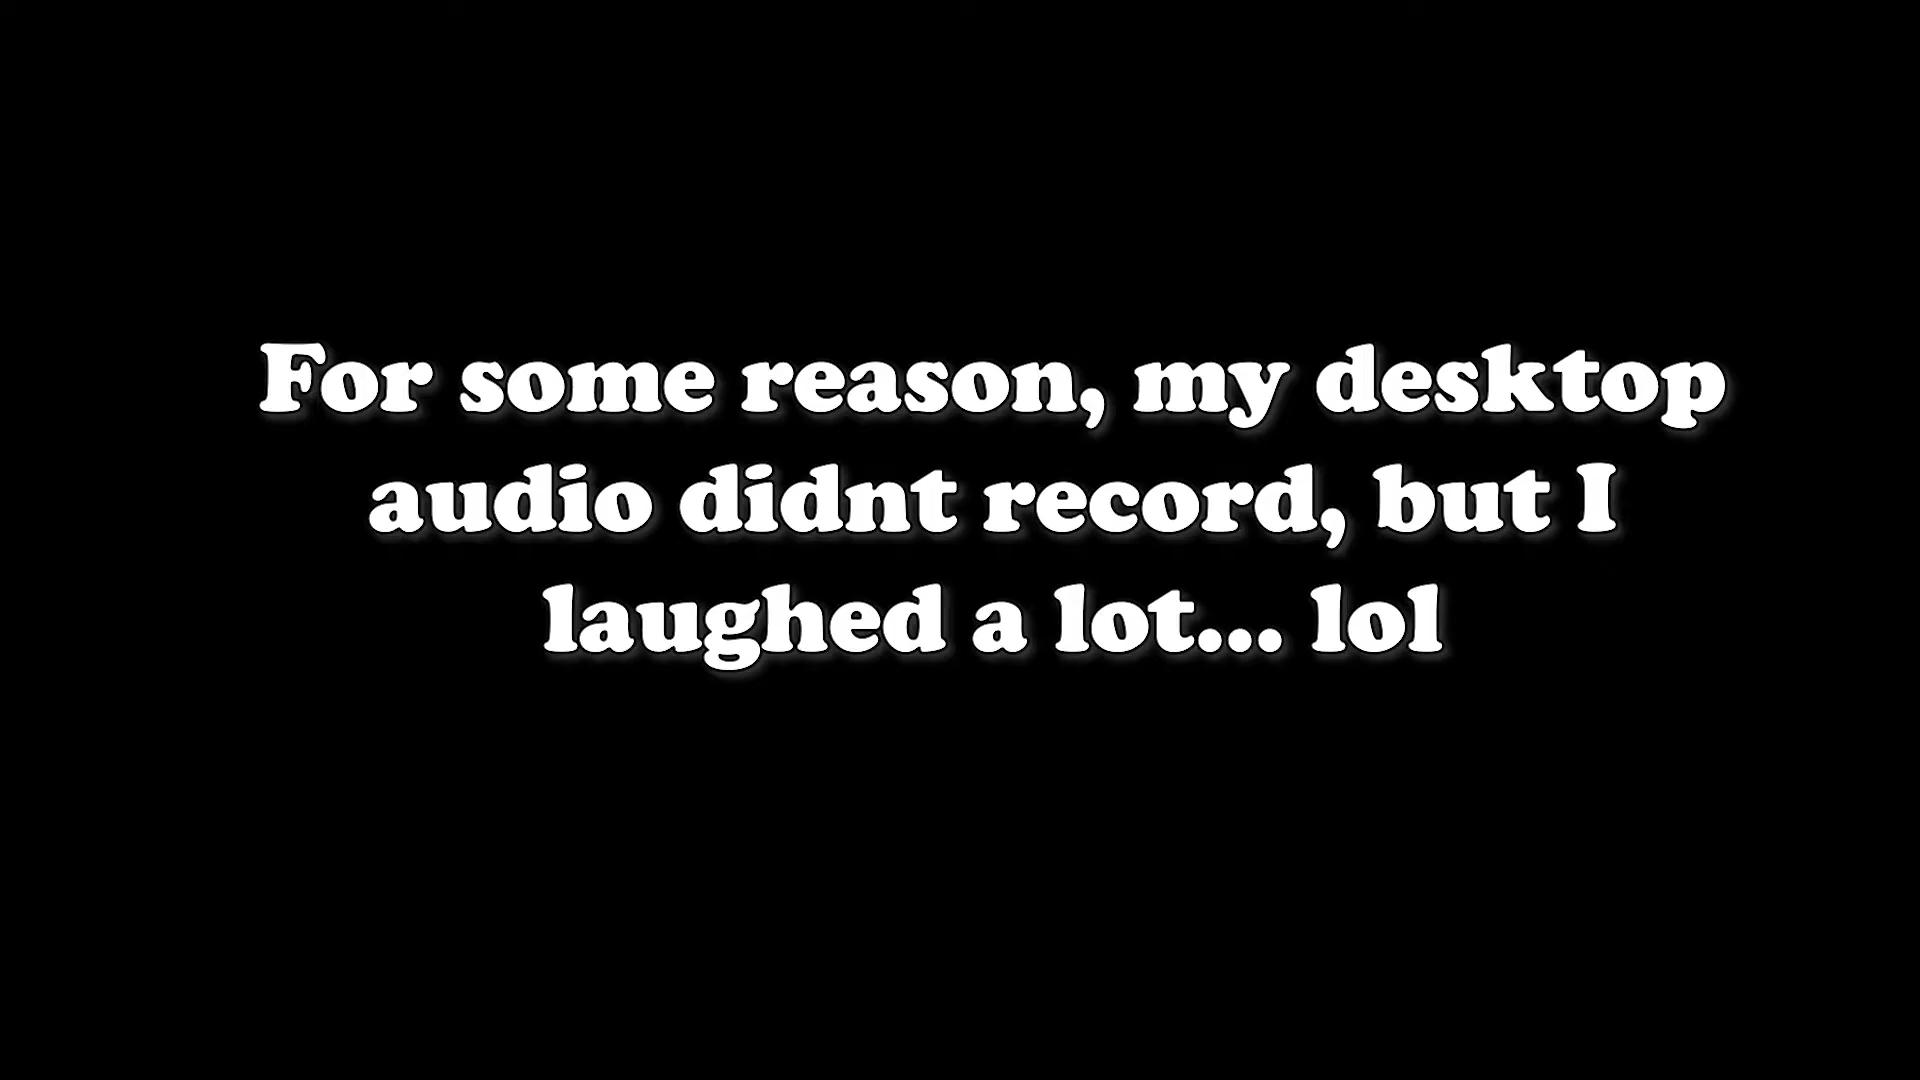 For some reason, my desktop
audio didnt record, but I
laughed a lot... lol